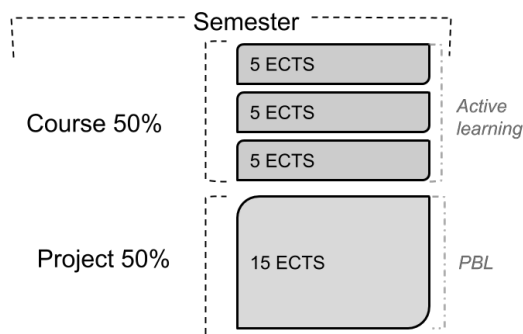 Semester
Course 50%
5 ECTS
5 ECTS
5 ECTS
Active
learning
Project 50%
15 ECTS
PBL